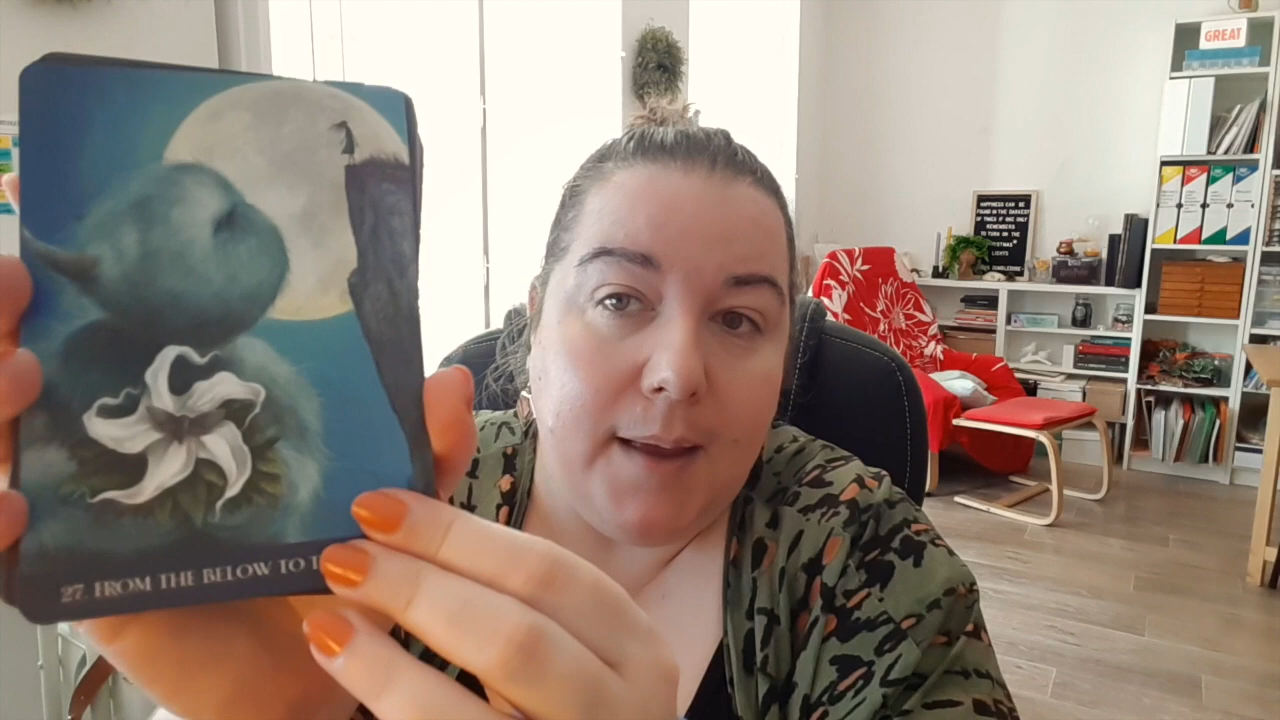 27. FROM THE BELOW TO
GREAT
HAPPINESS CAN BE
FOUND IN THE DARKEST
OF TIMES IF ONE ONLY
REMEMBERS
TO TURN ON THE
LIGHTS
DUMBLEDORE